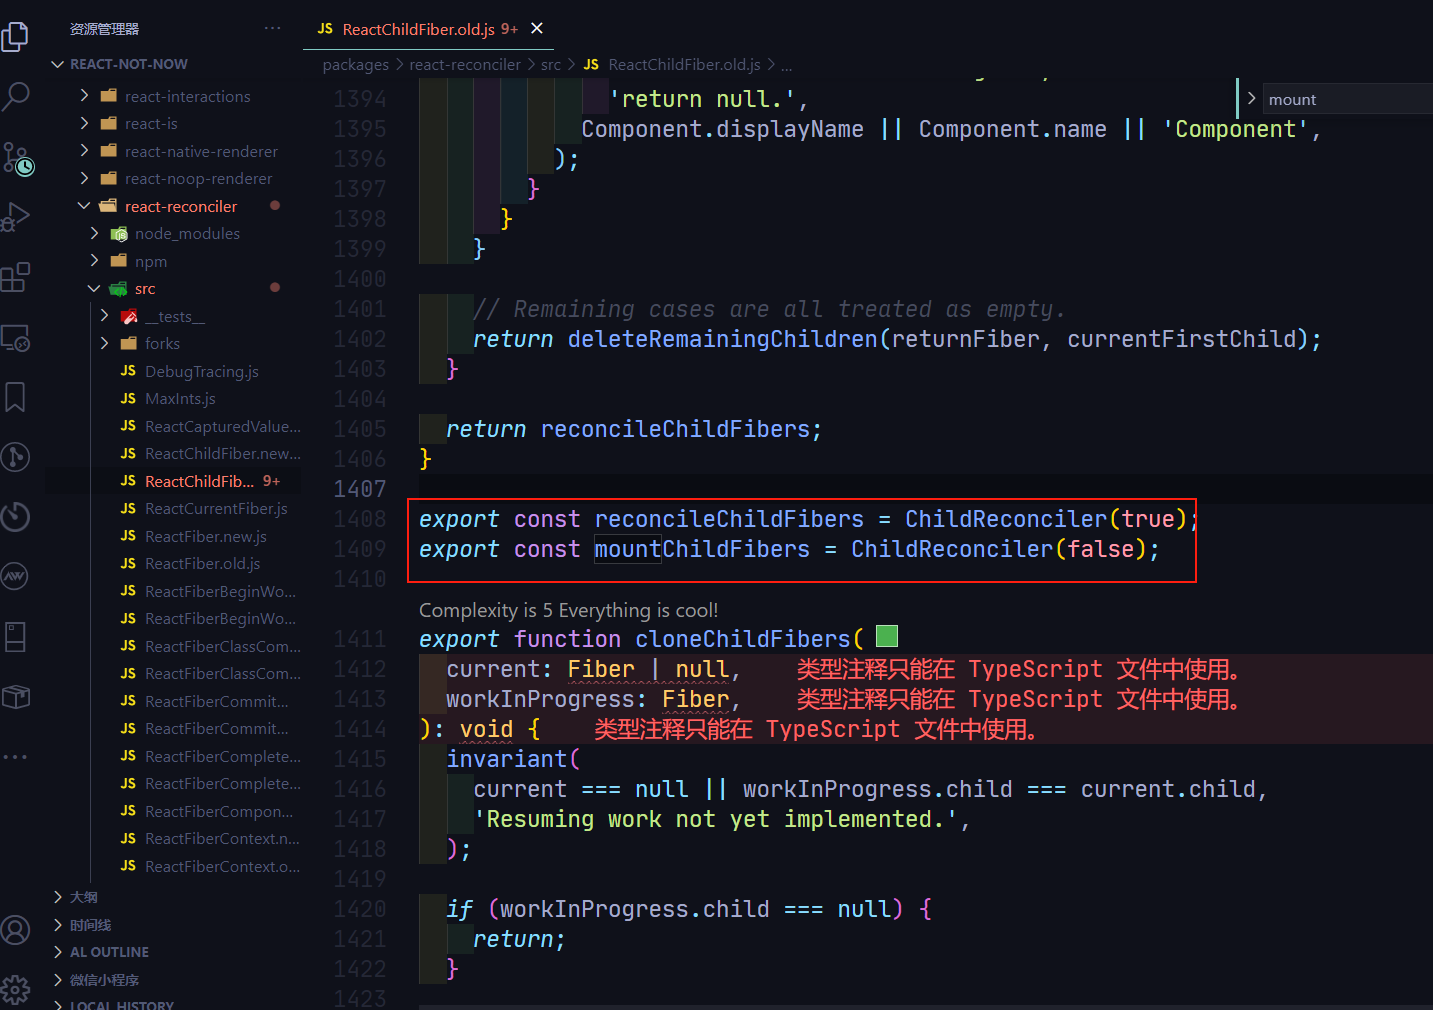 资源管理器
REACT-NOT-NOW
react-interactions
react-is
react-native-renderer
react-noop-renderer
react-reconciler
node_modules
npm
src
__tests__
forks
JS DebugTracing.js
JS MaxInts.js
JS ReactCapturedValue...
JS ReactChildFiber.new...
JS ReactChildFib... 9+
JS ReactCurrentFiber.js
JS ReactFiber.new.js
JS ReactFiber.old.js
JS ReactFiberBeginWo...
JS ReactFiberBeginWo...
JS ReactFiberClassCom...
JS ReactFiberClassCom...
JS ReactFiberCommit...
JS ReactFiberCommit...
JS ReactFiberComplete...
JS ReactFiberComplete...
JS ReactFiberCompon...
JS ReactFiberContext.n...
JS ReactFiberContext.o...
大纲
时间线
AL OUTLINE
微信小程序
LOCAL HISTORY
JS ReactChildFiber.old.js 9+
packages > react-reconciler > src > JS ReactChildFiber.old.js > ...
mount
1394 'return null.',
1395 Component.displayName || Component.name || 'Component',
1396 );
1397 }
1398 }
1399 }
1400
1401 // Remaining cases are all treated as empty.
1402 return deleteRemainingChildren(returnFiber, currentFirstChild);
1403 }
1404
1405 return reconcileChildFibers;
1406 }
1407
1408 export const reconcileChildFibers = ChildReconciler(true);
1409 export const mountChildFibers = ChildReconciler(false);
1410
Complexity is 5 Everything is cool!
1411 export function cloneChildFibers(
1412 current: Fiber | null, 类型注释只能在 TypeScript 文件中使用。
1413 workInProgress: Fiber, 类型注释只能在 TypeScript 文件中使用。
1414 ): void { 类型注释只能在 TypeScript 文件中使用。
1415 invariant(
1416 current === null || workInProgress.child === current.child,
1417 'Resuming work not yet implemented.',
1418 );
1419
1420 if (workInProgress.child === null) {
1421 return;
1422 }
1423